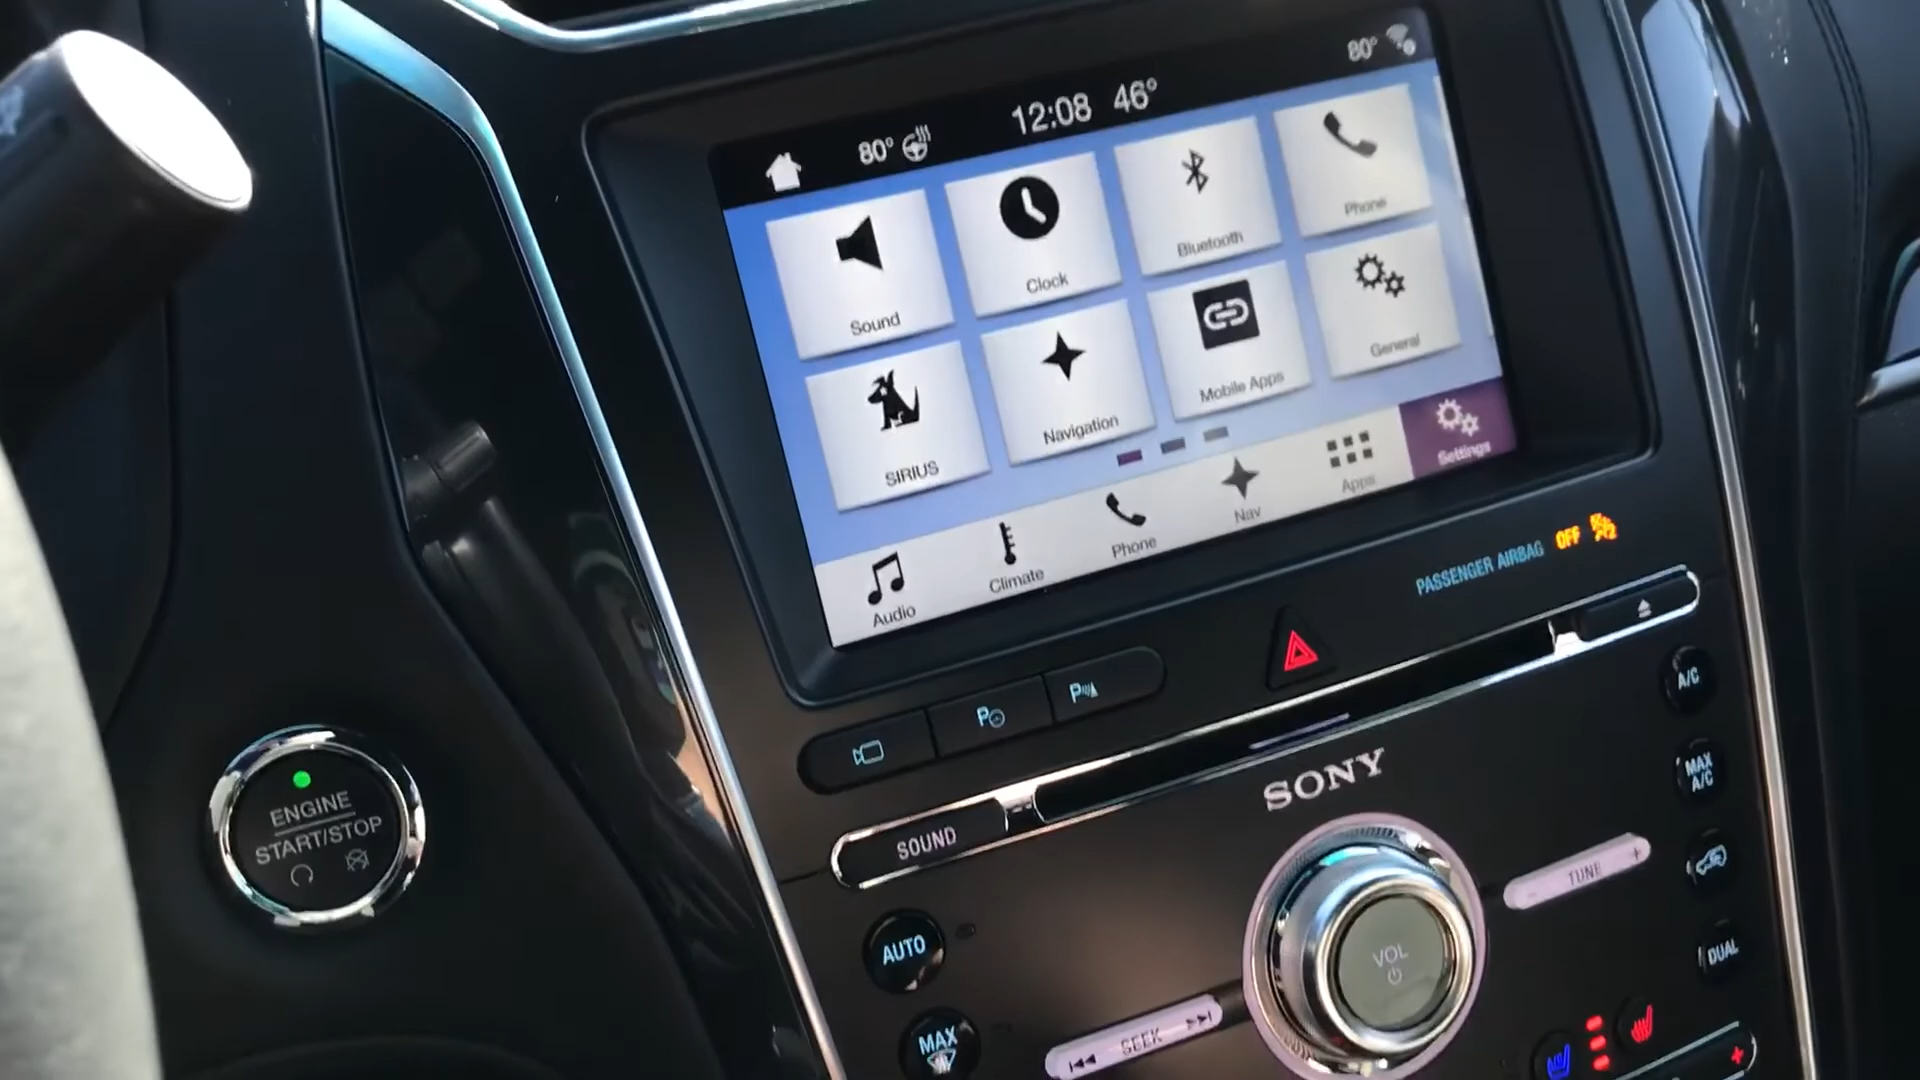 80° 12:08 46° 80°
Sound Clock Bluetooth Phone
SIRIUS Navigation Mobile Apps General
Audio Climate Phone Nav Apps Settings
PASSENGER AIRBAG OFF
P P
A/C
SONY
MAX
A/C
ENGINE
START/STOP
SOUND
- TUNE +
AUTO
VOL
DUAL
MAX
SEEK
+